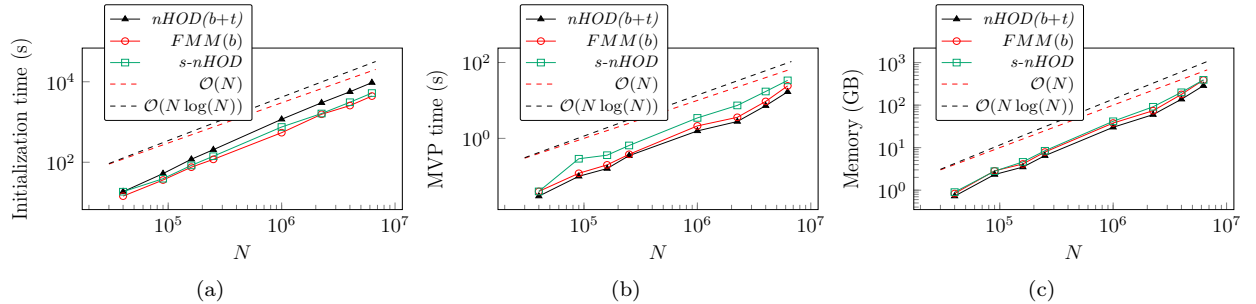 nHOD(b+t)
FMM(b)
s-nHOD
O(N)
O(N log(N))
10^4
10^2
Initialization time (s)
10^5
10^6
10^7
N
(a)
nHOD(b+t)
FMM(b)
s-nHOD
O(N)
O(N log(N))
10^2
10^0
MVP time (s)
10^5
10^6
10^7
N
(b)
nHOD(b+t)
FMM(b)
s-nHOD
O(N)
O(N log(N))
10^3
10^2
10^1
10^0
Memory (GB)
10^5
10^6
10^7
N
(c)